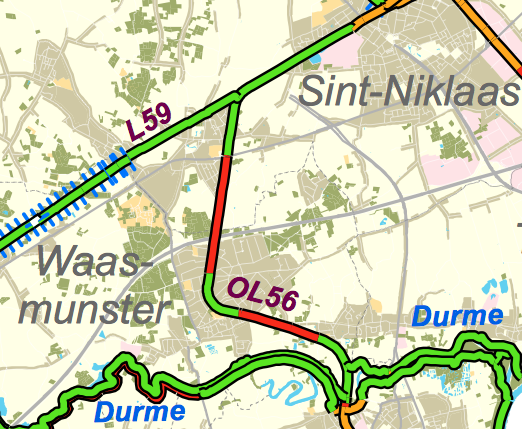 L59
Sint-Niklaas
Waas-
munster
OL56
Durme
Durme